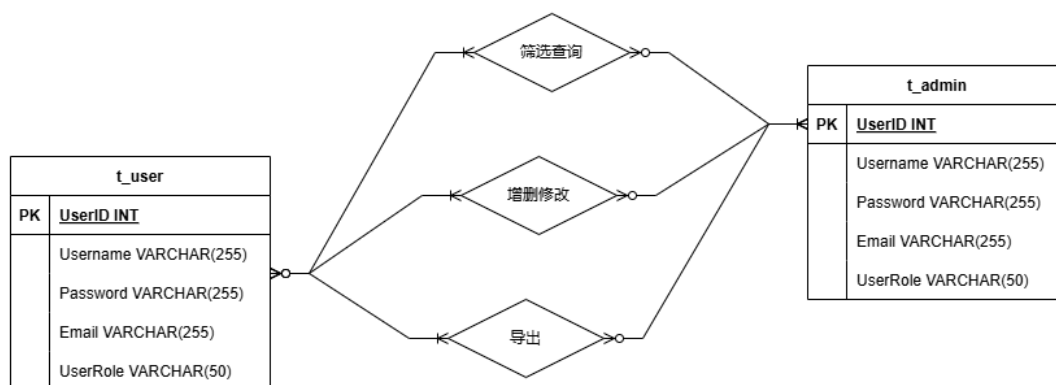 筛选查询
t_admin
PK UserID INT
Username VARCHAR(255)
Password VARCHAR(255)
Email VARCHAR(255)
UserRole VARCHAR(50)
增删修改
t_user
PK UserID INT
Username VARCHAR(255)
Password VARCHAR(255)
Email VARCHAR(255)
UserRole VARCHAR(50)
导出